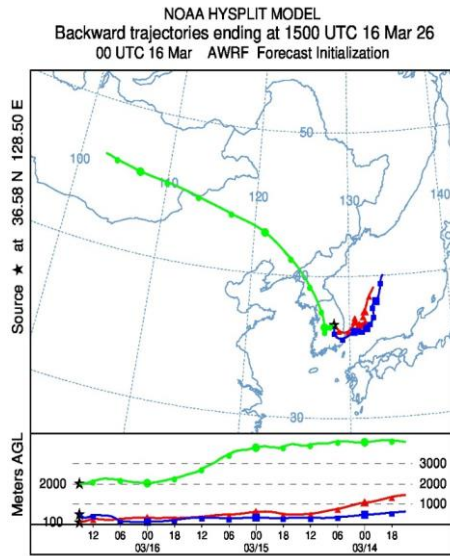 NOAA HYSPLIT MODEL
Backward trajectories ending at 1500 UTC 16 Mar 26
00 UTC 16 Mar AWRF Forecast Initialization
Source ★ at 36.58 N 128.50 E
50
100
110
120
130
140
40
30
Meters AGL
3000
2000
2000
1000
100
12 06 00 18 12 06 00 18 12 06 00 18
03/16 03/15 03/14